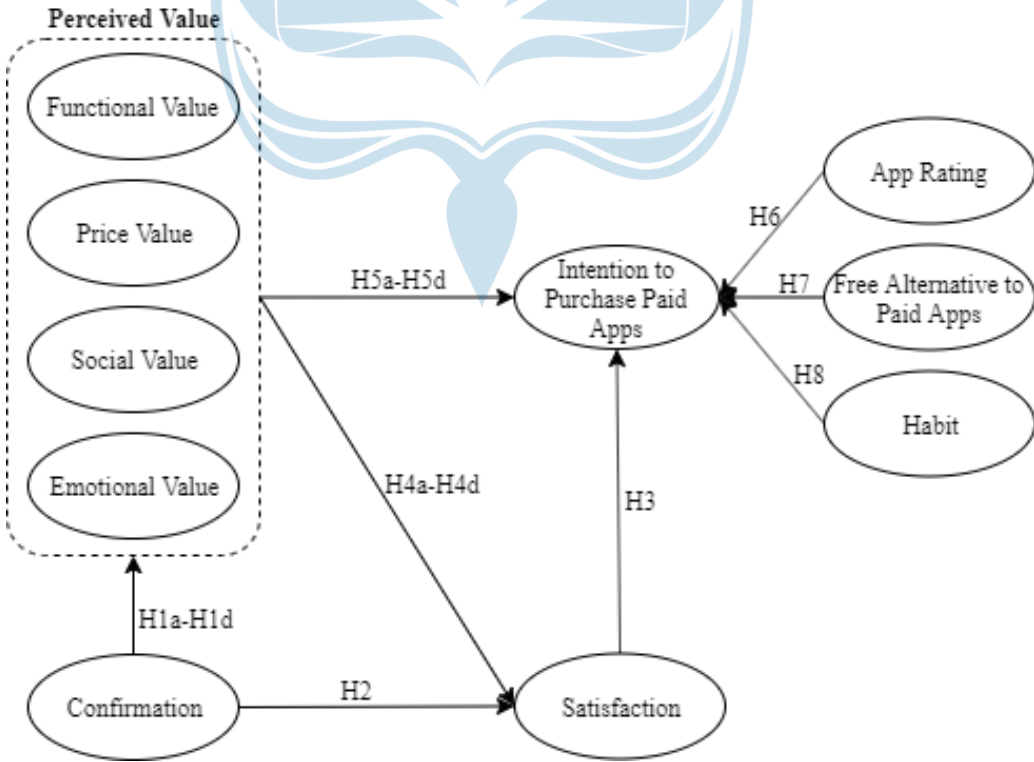 Perceived Value
Functional Value
Price Value
Social Value
Emotional Value
H1a-H1d
Confirmation
H2
H4a-H4d
H5a-H5d
Intention to
Purchase Paid
Apps
H3
Satisfaction
H6
H7
H8
App Rating
Free Alternative to
Paid Apps
Habit